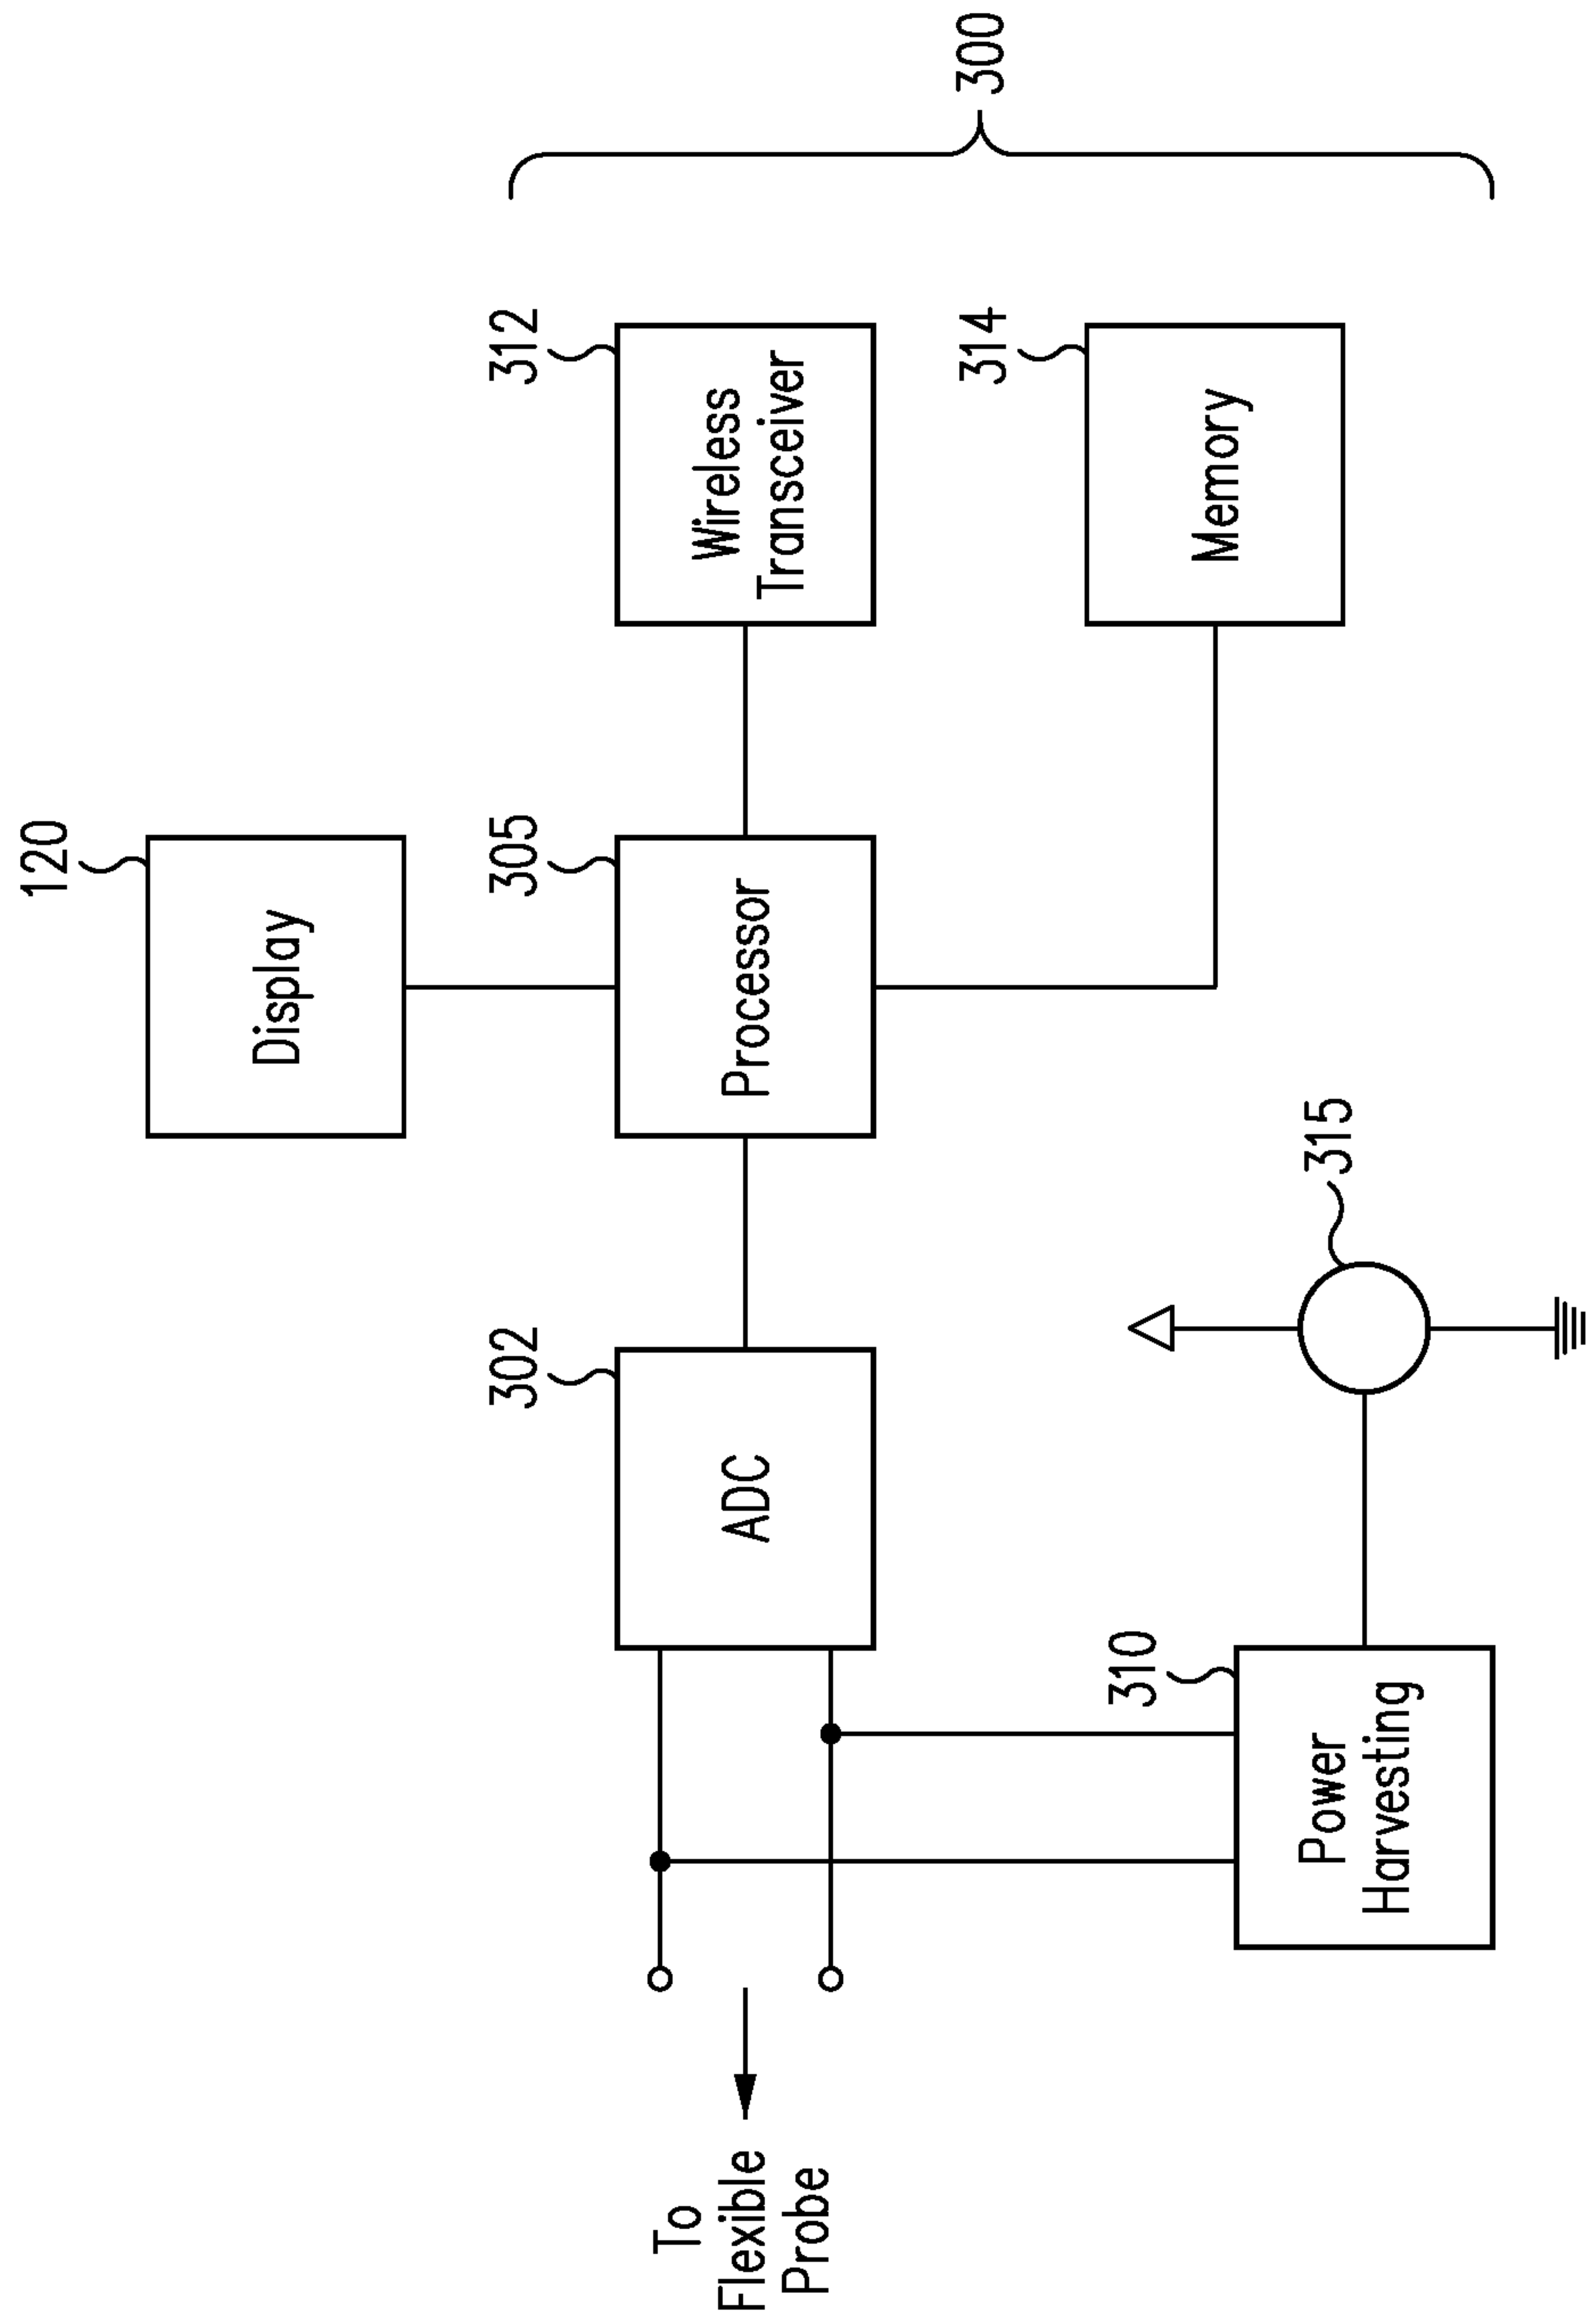 120
Display
302
305
312
ADC
Processor
Wireless
Transceiver
To
Flexible
Probe
310
Power
Harvesting
315
314
Memory
300